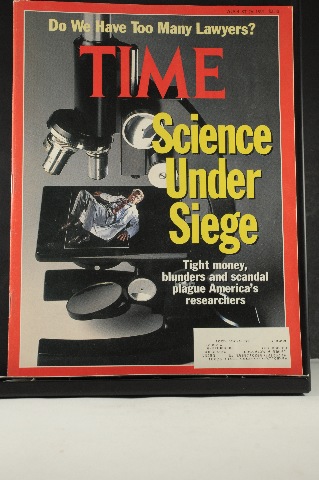 Do We Have Too Many Lawyers?
TIME
Science
Under
Siege
Tight money,
blunders and scandal
plague America's
researchers